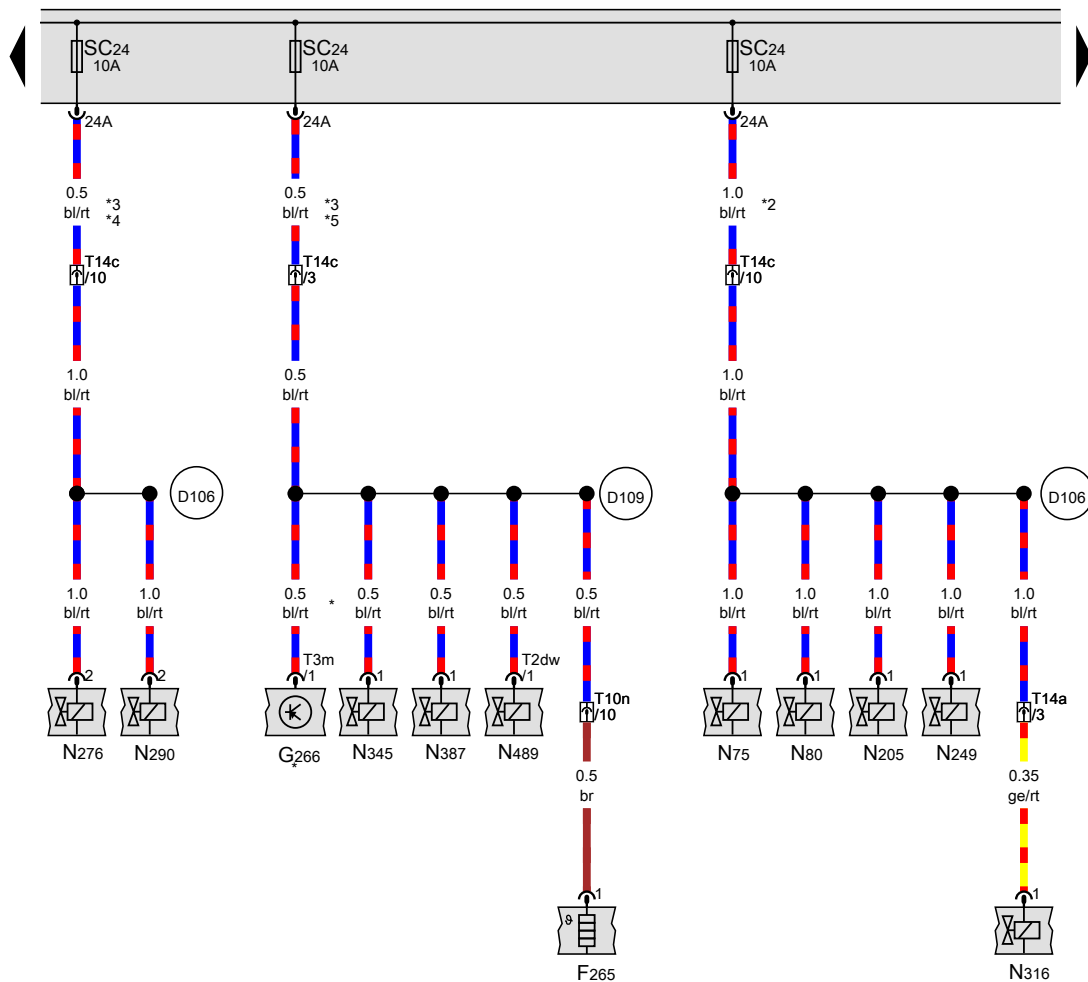 SC24 SC24 SC24
10A 10A 10A
24A 24A 24A
0.5 *3 0.5 *3 1.0 *2
bl/rt *4 bl/rt *5 bl/rt
T14c T14c T14c
/10 /3 /10
1.0 0.5 1.0
bl/rt bl/rt bl/rt
D106 D109 D106
1.0 1.0 0.5 * 0.5 0.5 0.5 0.5 1.0 1.0 1.0 1.0 1.0
bl/rt bl/rt bl/rt bl/rt bl/rt bl/rt bl/rt bl/rt bl/rt bl/rt bl/rt bl/rt
T3m T2dw
2 2 /1 1 1 /1 1 1 1 1
T10n T14a
/10 /3
N276 N290 G266 N345 N387 N489 N75 N80 N205 N249
*
0.5 0.35
br ge/rt
1 1
ϑ
F265 N316